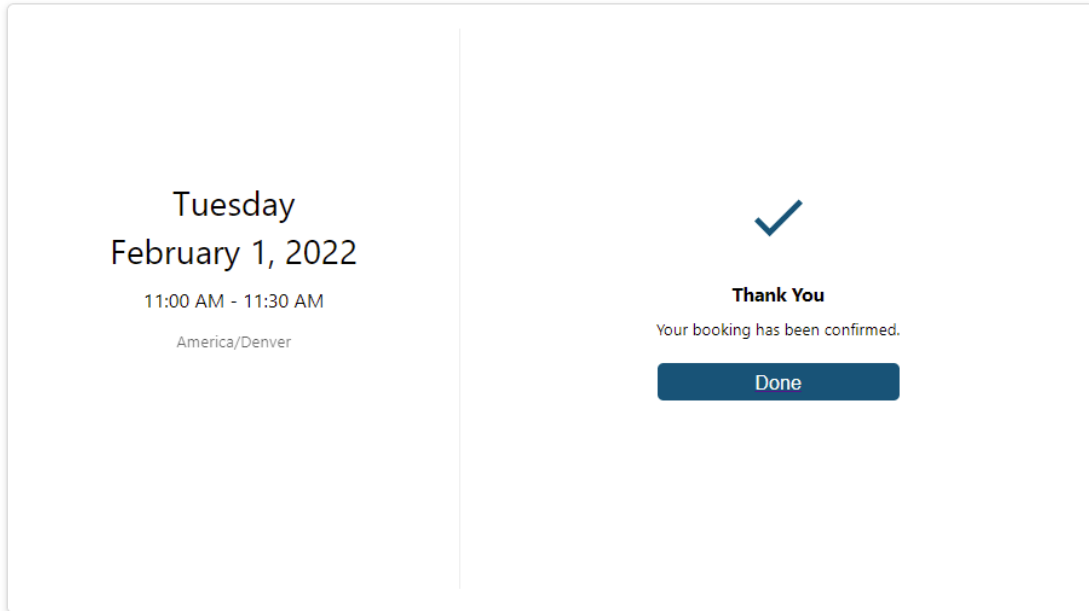 Tuesday
February 1, 2022
11:00 AM - 11:30 AM
America/Denver
Thank You
Your booking has been confirmed.
Done